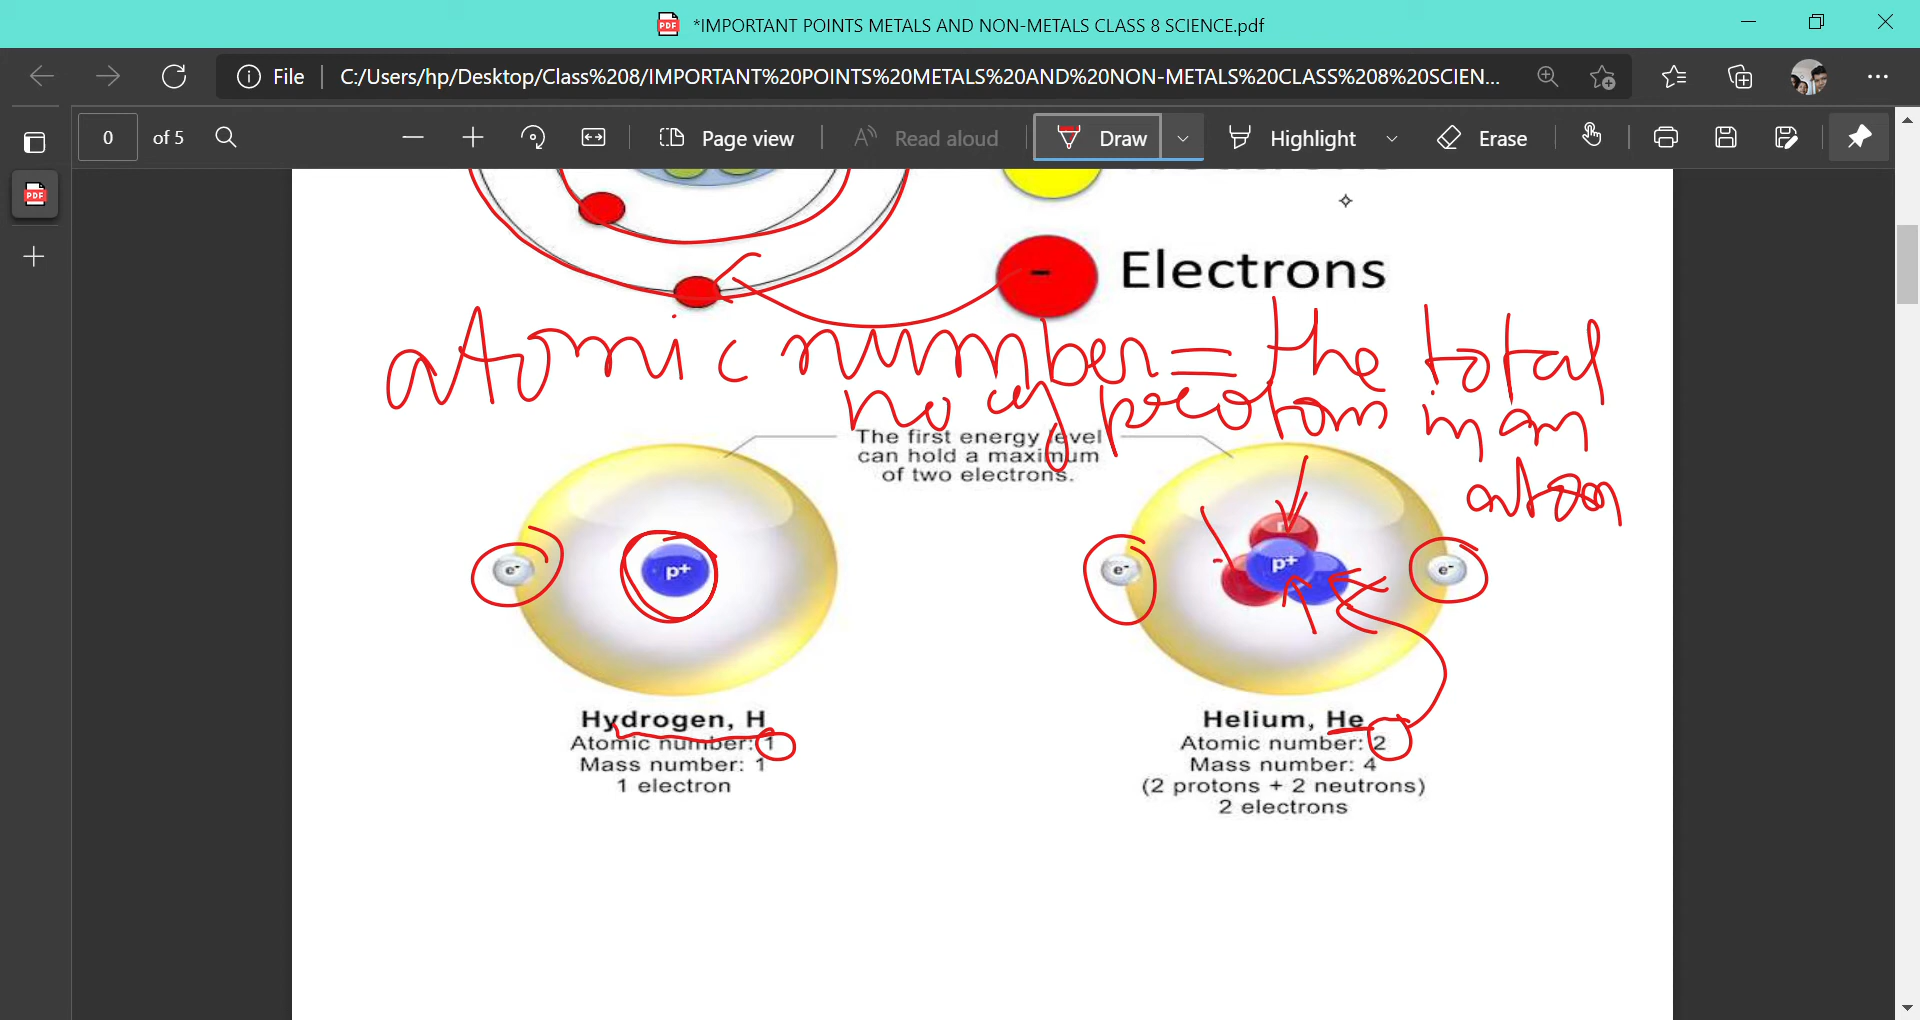 *IMPORTANT POINTS METALS AND NON-METALS CLASS 8 SCIENCE.pdf
File C:/Users/hp/Desktop/Class%208/IMPORTANT%20POINTS%20METALS%20AND%20NON-METALS%20CLASS%208%20SCIEN...
0 of 5 Page view Read aloud Draw Highlight Erase
PDF
- Electrons
atomic number = the total
no of protons in an
atom
The first energy level
can hold a maximum
of two electrons.
e- p+ e- p+ e-
Hydrogen, H
Atomic number: 1
Mass number: 1
1 electron
Helium, He
Atomic number: 2
Mass number: 4
(2 protons + 2 neutrons)
2 electrons